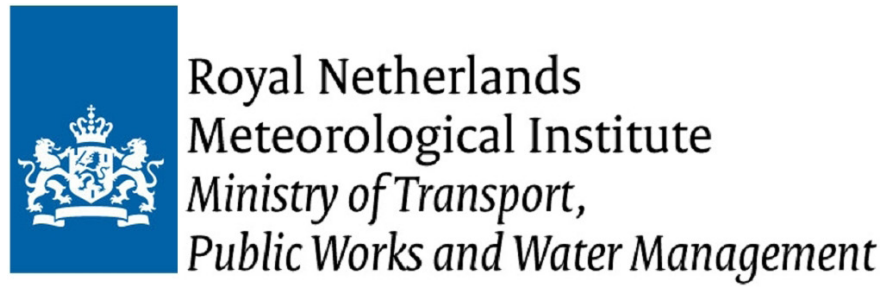 Royal Netherlands
Meteorological Institute
Ministry of Transport,
Public Works and Water Management